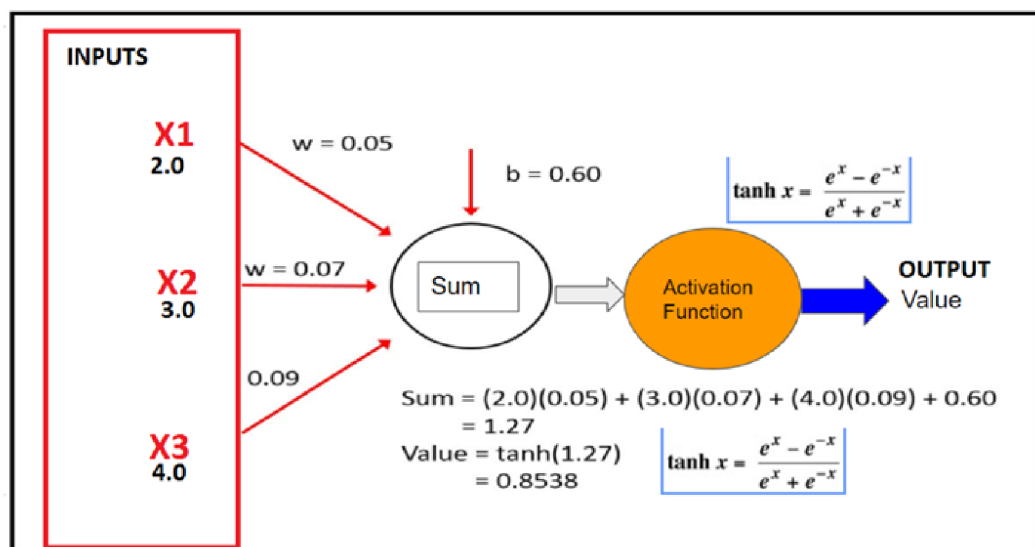 INPUTS
X1
2.0
w = 0.05
b = 0.60
tanh x = \frac{e^x - e^{-x}}{e^x + e^{-x}}
X2
3.0
w = 0.07
Sum
Activation
Function
OUTPUT
Value
X3
4.0
0.09
Sum = (2.0)(0.05) + (3.0)(0.07) + (4.0)(0.09) + 0.60
= 1.27
Value = tanh(1.27)
= 0.8538
tanh x = \frac{e^x - e^{-x}}{e^x + e^{-x}}